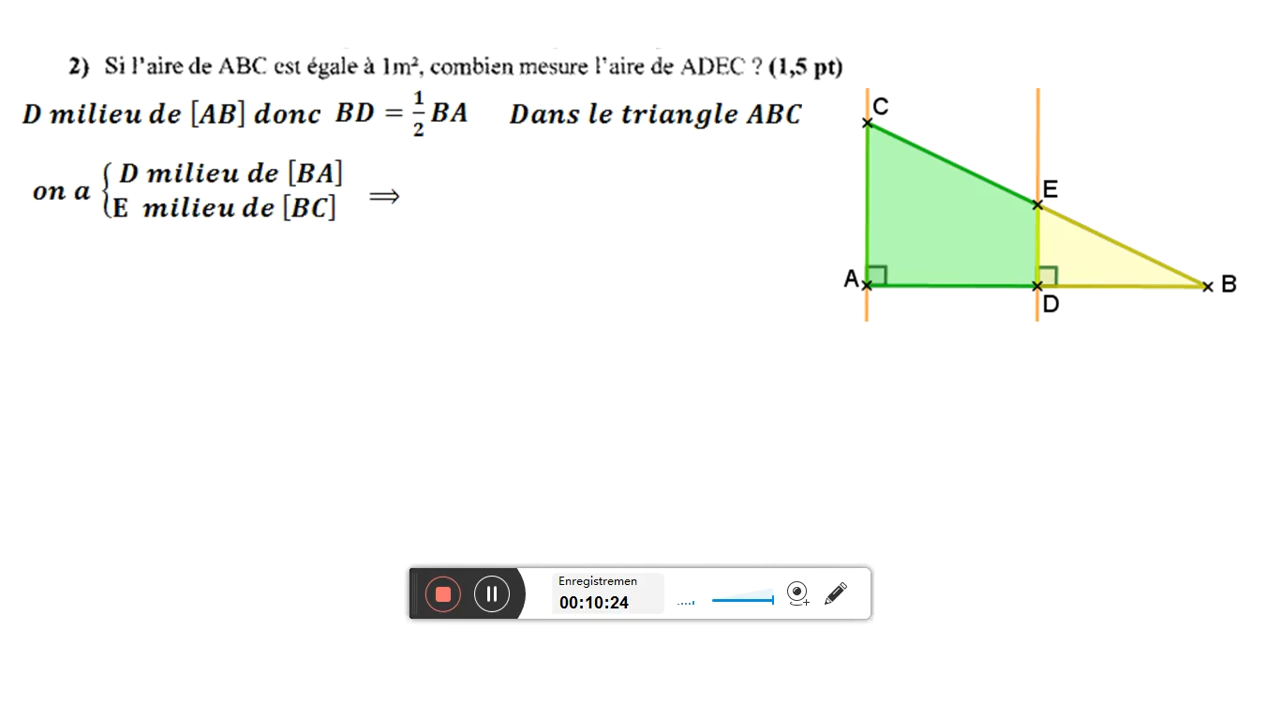 2) Si l'aire de ABC est égale à 1m², combien mesure l'aire de ADEC ? (1,5 pt)
D milieu de [AB] donc BD = 1/2 BA Dans le triangle ABC
on a { D milieu de [BA]
E milieu de [BC] ⟹
C
E
A
B
D
Enregistremen
00:10:24